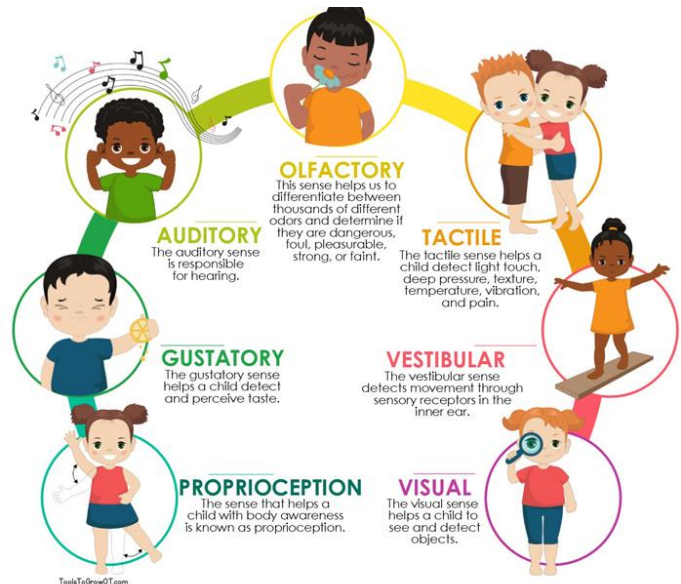 OLFACTORY
This sense helps us to
differentiate between
thousands of different
odors and determine if
they are dangerous,
foul, pleasurable,
strong, or faint.
AUDITORY
The auditory sense
is responsible
for hearing.
TACTILE
The tactile sense helps a
child detect light touch,
deep pressure, texture,
temperature, vibration,
and pain.
GUSTATORY
The gustatory sense
helps a child detect
and perceive taste.
VESTIBULAR
The vestibular sense
detects movement through
sensory receptors in the
inner ear.
PROPRIOCEPTION
The sense that helps a
child with body awareness
is known as proprioception.
VISUAL
The visual sense
helps a child to
see and detect
objects.
ToolsToGrowOT.com